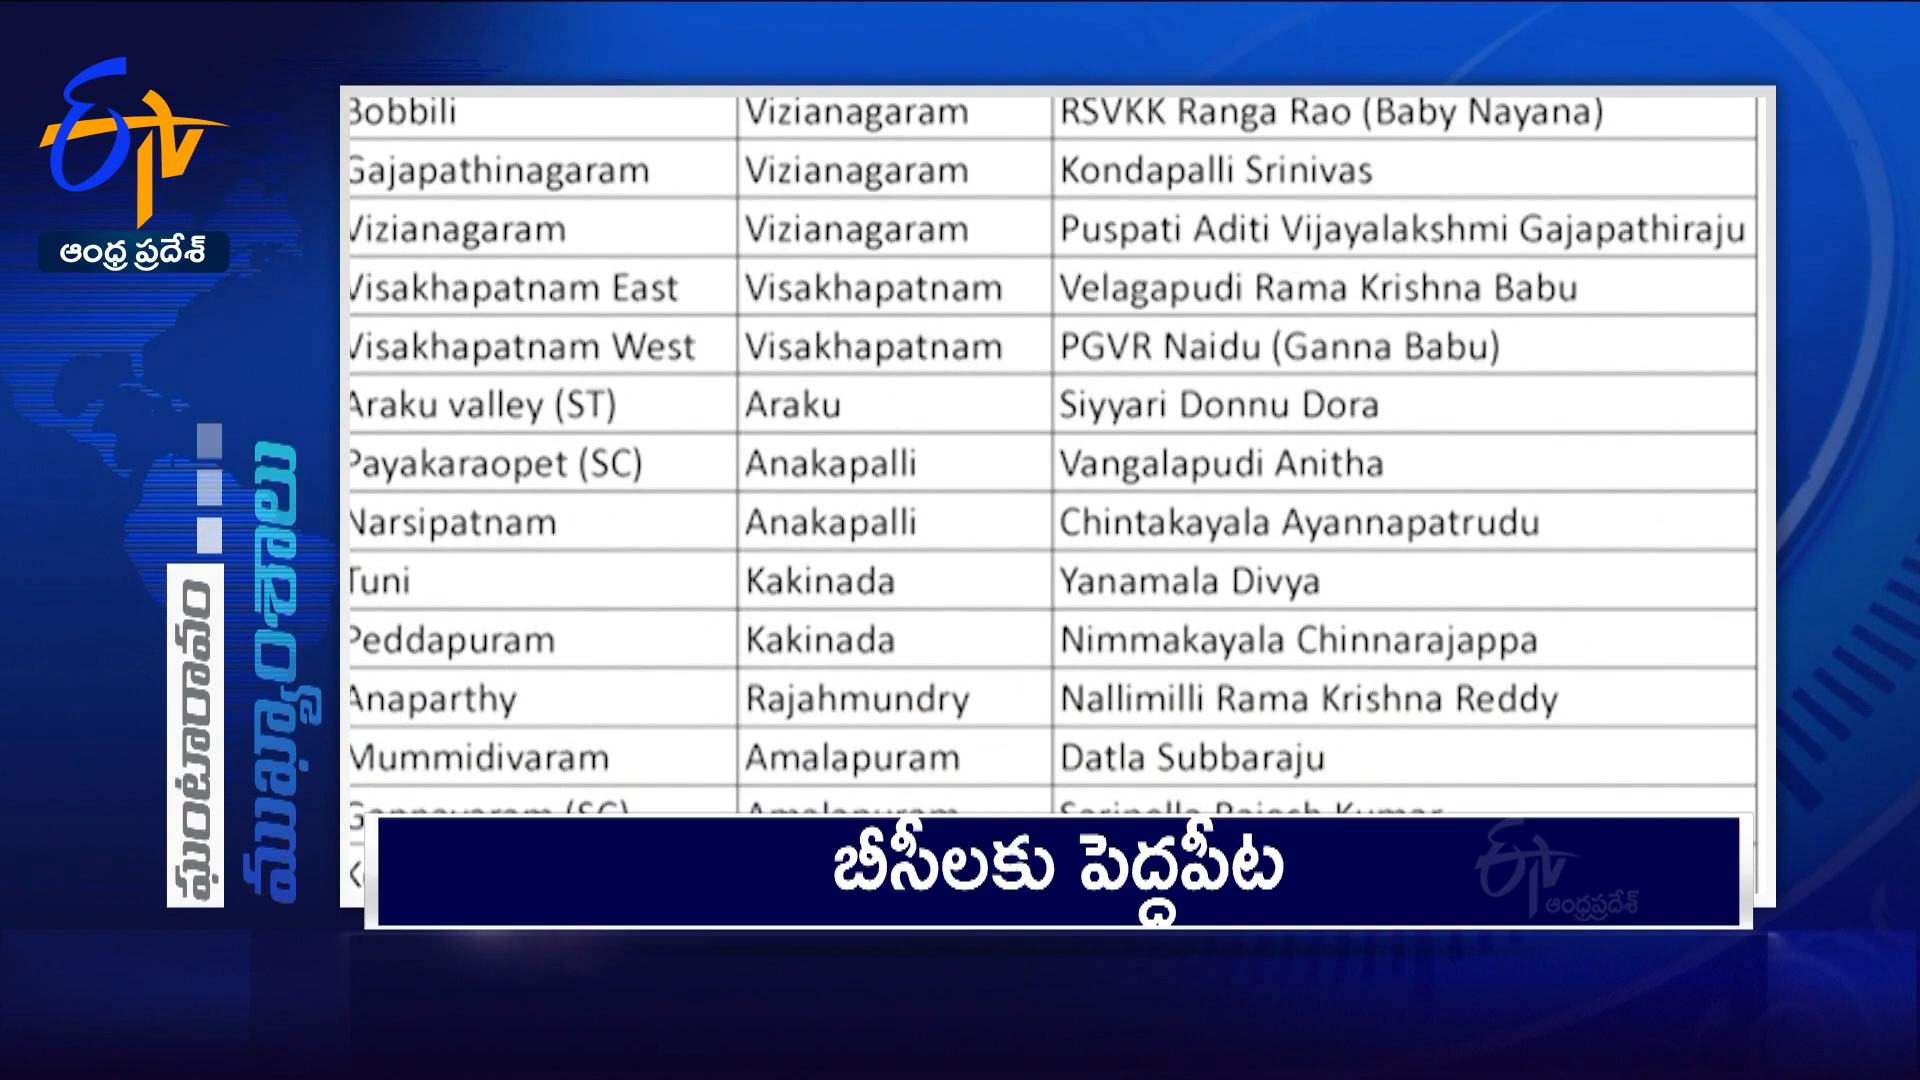 ETV
ఆంధ్ర ప్రదేశ్
ఘంటారావం
ముఖ్యాంశాలు
Bobbili Vizianagaram RSVKK Ranga Rao (Baby Nayana)
Gajapathinagaram Vizianagaram Kondapalli Srinivas
Vizianagaram Vizianagaram Puspati Aditi Vijayalakshmi Gajapathiraju
Visakhapatnam East Visakhapatnam Velagapudi Rama Krishna Babu
Visakhapatnam West Visakhapatnam PGVR Naidu (Ganna Babu)
Araku valley (ST) Araku Siyyari Donnu Dora
Payakaraopet (SC) Anakapalli Vangalapudi Anitha
Narsipatnam Anakapalli Chintakayala Ayannapatrudu
Tuni Kakinada Yanamala Divya
Peddapuram Kakinada Nimmakayala Chinnarajappa
Anaparthy Rajahmundry Nallimilli Rama Krishna Reddy
Mummidivaram Amalapuram Datla Subbaraju
బీసీలకు పెద్దపీట
ETV
ఆంధ్రప్రదేశ్